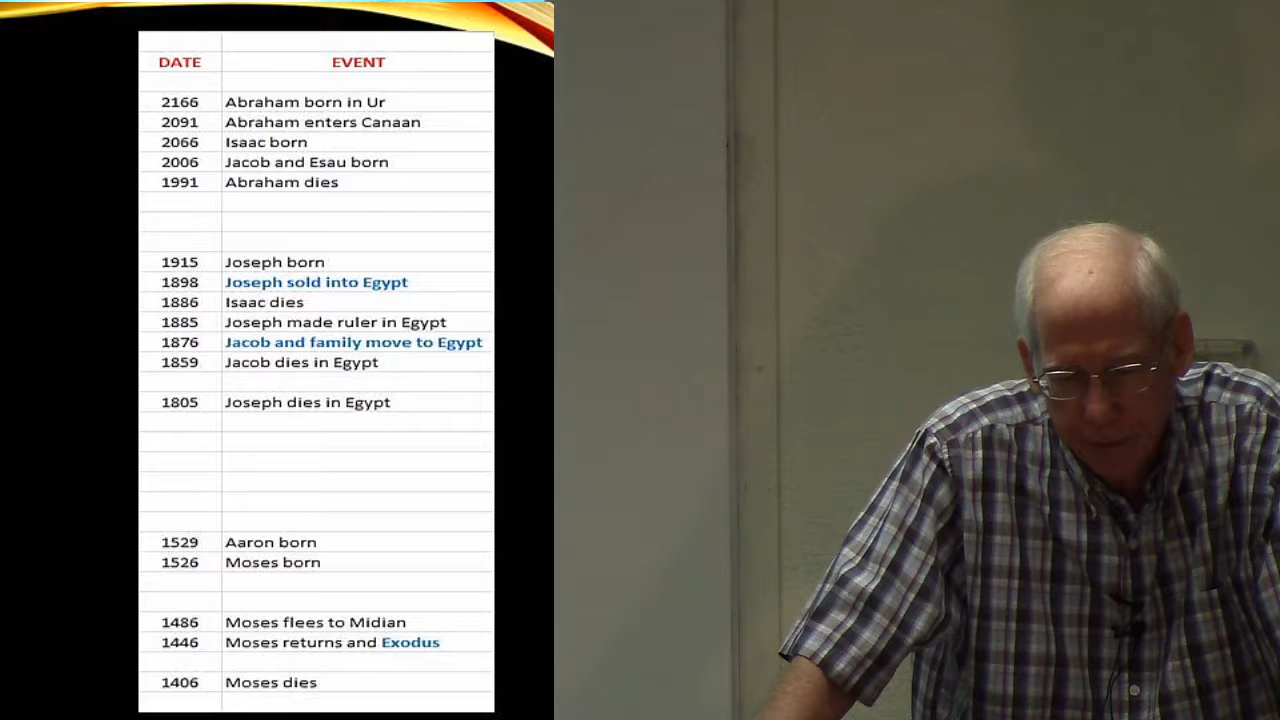 DATE EVENT
2166 Abraham born in Ur
2091 Abraham enters Canaan
2066 Isaac born
2006 Jacob and Esau born
1991 Abraham dies
1915 Joseph born
1898 Joseph sold into Egypt
1886 Isaac dies
1885 Joseph made ruler in Egypt
1876 Jacob and family move to Egypt
1859 Jacob dies in Egypt
1805 Joseph dies in Egypt
1529 Aaron born
1526 Moses born
1486 Moses flees to Midian
1446 Moses returns and Exodus
1406 Moses dies